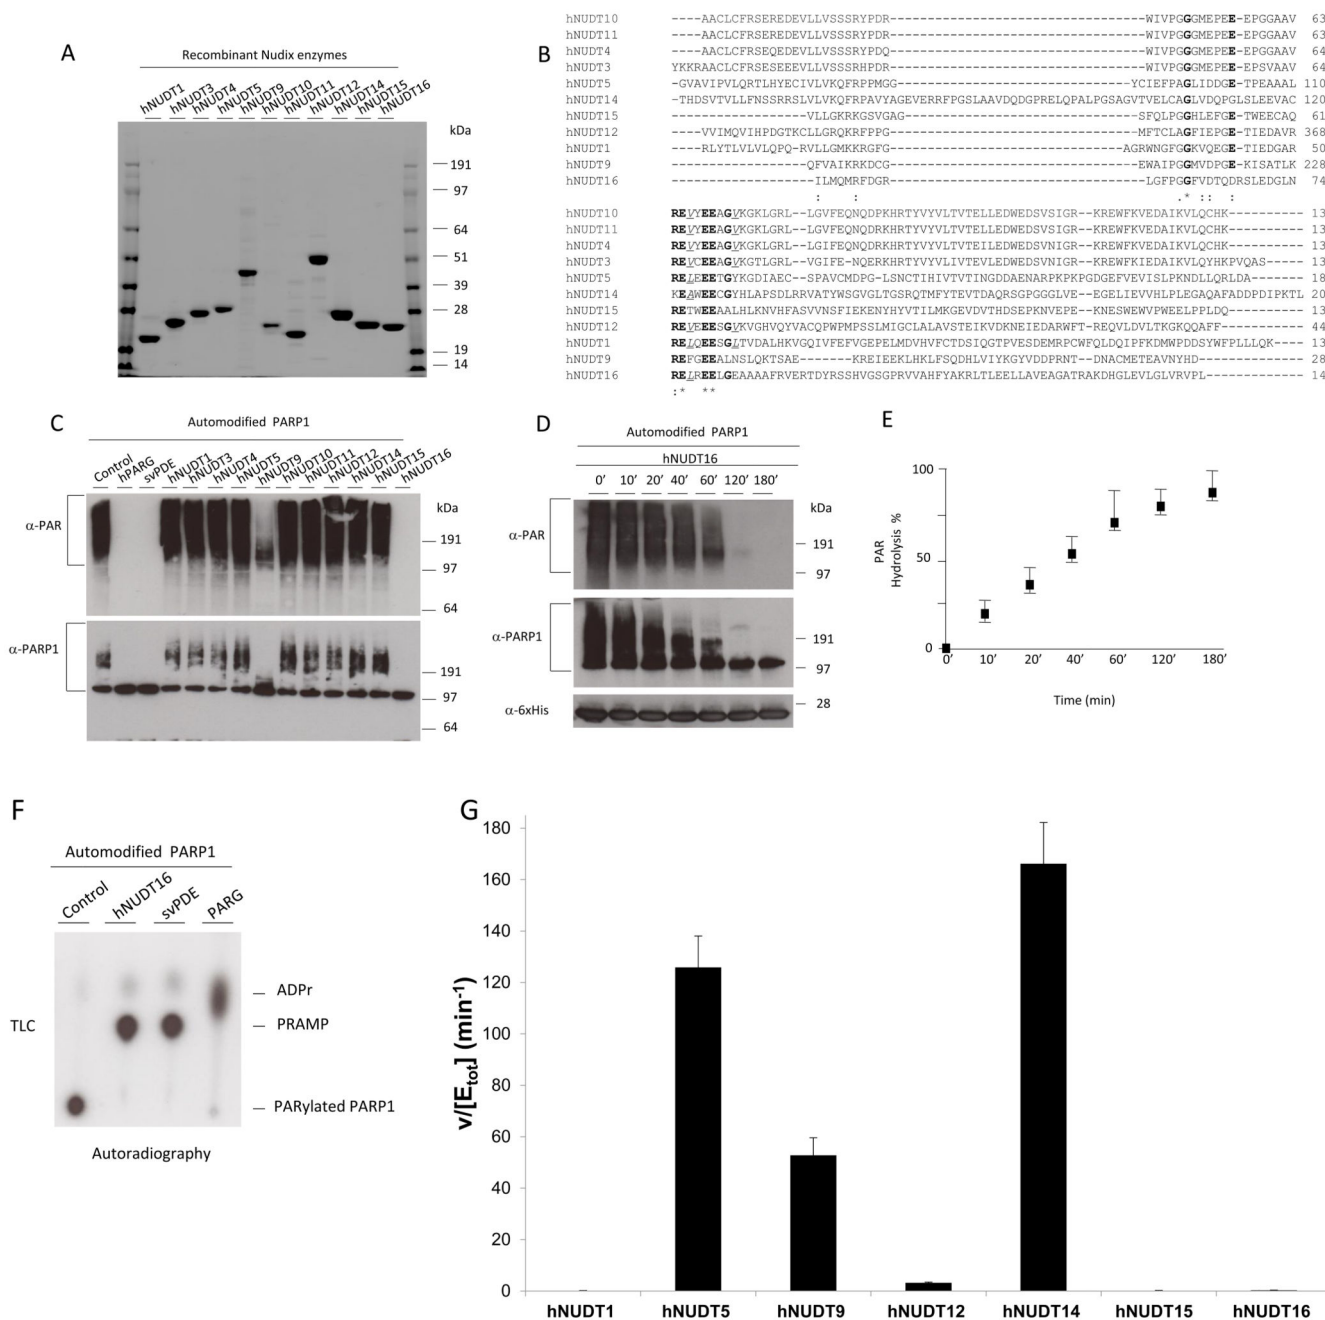 A
Recombinant Nudix enzymes
hNUDT1
hNUDT3
hNUDT4
hNUDT5
hNUDT9
hNUDT10
hNUDT11
hNUDT12
hNUDT14
hNUDT15
hNUDT16
kDa
191
97
64
51
39
28
19
14
B
hNUDT10 ----AACLCFRSEREDEVLLVSSSRYPDR WIVPGGGMEPEE-EPGGAAV 63
hNUDT11 ----AACLCFRSEREDEVLLVSSSRYPDR WIVPGGGMEPEE-EPGGAAV 63
hNUDT4 ----AACLCFRSEQEDEVLLVSSSRYPDQ WIVPGGGMEPEE-EPGGAAV 64
hNUDT3 YKKRAACLCFRSESEEEVLLVSSSRHPDR WIVPGGGMEPEE-EPSVAAV 64
hNUDT5 -GVAVIPVLQRTLHYECIVLVKQFRPPMGG YCIEFPAGLIDDGE-TPEAAAL 110
hNUDT14 -THDSVTVLLFNSSRRSLVLVKQFRPAVYAGEVERRFPGSLAAVDQDGPRELQPALPGSAGVTVELCAGLVDQPGLSLEEVAC 120
hNUDT15 VLLGKRKGSVGAG SFQLPGGHLEFGE-TWEECAQ 61
hNUDT12 ----VVIMQVIHPDGTKCLLGRQKRFPPG MFTCLAGFIEPGE-TIEDAVR 368
hNUDT1 ----RLYTLVLVLQPQ-RVLLGMKKRGF AGRWNGFGGKVQEGE-TIEDGAR 50
hNUDT9 QFVAIKRKDCG EWAIPGGMVDPGE-KISATLK 228
hNUDT16 ILMQMRFDGR LGFPGGFVDTQDRSLEDGLN 74
: : .* : :
hNUDT10 REVYEEAGVKGKLGRL--LGVFEQNQDPKHRTYVYVLTVTELLEDWEDSVSIGR--KREWFKVEDAIKVLQCHK 13
hNUDT11 REVYEEAGVKGKLGRL--LGVFEQNQDRKHRTYVYVLTVTELLEDWEDSVSIGR--KREWFKVEDAIKVLQCHK 13
hNUDT4 REVYEEAGVKGKLGRL--LGIFEQNQDRKHRTYVYVLTVTEILEDWEDSVNIGR--KREWFKVEDAIKVLQCHK 13
hNUDT3 REVCEEAGVKGTLGRL--VGIFENQERKHRTYVYVLIVTEVLEDWEDSVNIGR--KREWFKIEDAIKVLQYHKPVQAS 13
hNUDT5 RELEEETGYKGDIAEC--SPAVCMDPG-LSNCTIHIVTVTINGDDAENARPKPKPGDGEFVEVISLPKNDLLQRLDA 18
hNUDT14 KEAWEECGYHLAPSDLRRVATYWSGVGLTGSRQTMFYTEVTDAQRSGPGGGLVE--EGELIEVVHLPLEGAQAFADDPDIPKTL 20
hNUDT15 RETWEEAALHLKNVHFASVVNSFIEKENYHYVTILMKGEVDVTHDSEPKNVEPE--KNESWEWVPWEELPPLDQ 13
hNUDT12 REVEEESGVKVGHVQYVACQPWPMPSSLMIGCLALAVSTEIKVDKNEIEDARWFT-REQVLDVLTKGKQQAFF 44
hNUDT1 RELQEESGLTVDALHKVGQIVFEFVGEPELMDVHVFCTDSIQGTPVESDEMRPCWFQLDQIPFKDMWPDDSYWFPLLLQK 13
hNUDT9 REFGEEALNSLQKTSAE KREIEEKLHKLFSQDHLVIYKGYVDDPRNT--DNACMETEAVNYHD 28
hNUDT16 RELREELGEAAAAFRVERTDYRSSHVGSGPRVVAHFYAKRLTLEELLAVEAGATRAKDHGLEVLGLVRVPL 14
:* **
C
Automodified PARP1
Control
hPARG
svPDE
hNUDT1
hNUDT3
hNUDT4
hNUDT5
hNUDT9
hNUDT10
hNUDT11
hNUDT12
hNUDT14
hNUDT15
hNUDT16
kDa
α-PAR
191
97
64
α-PARP1
191
97
64
D
Automodified PARP1
hNUDT16
0' 10' 20' 40' 60' 120' 180'
kDa
α-PAR
191
97
α-PARP1
191
97
α-6xHis
28
E
100
50
0
PAR
Hydrolysis %
0' 10' 20' 40' 60' 120' 180'
Time (min)
F
Automodified PARP1
Control
hNUDT16
svPDE
PARG
TLC
ADPr
PRAMP
PARylated PARP1
Autoradiography
G
v/[Etot] (min-1)
180
160
140
120
100
80
60
40
20
0
hNUDT1 hNUDT5 hNUDT9 hNUDT12 hNUDT14 hNUDT15 hNUDT16